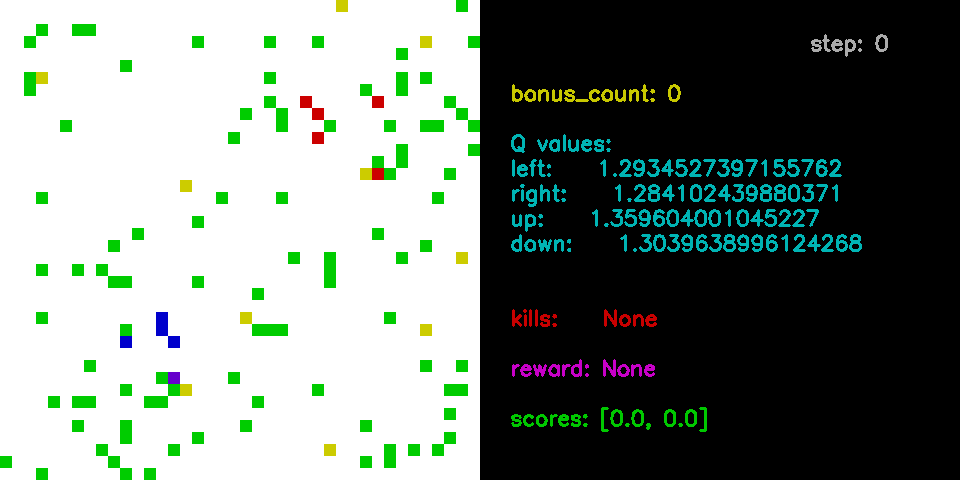 step: 0
bonus_count: 0
Q values:
left: 1.2934527397155762
right: 1.284102439880371
up: 1.359604001045227
down: 1.3039638996124268
kills: None
reward: None
scores: [0.0, 0.0]